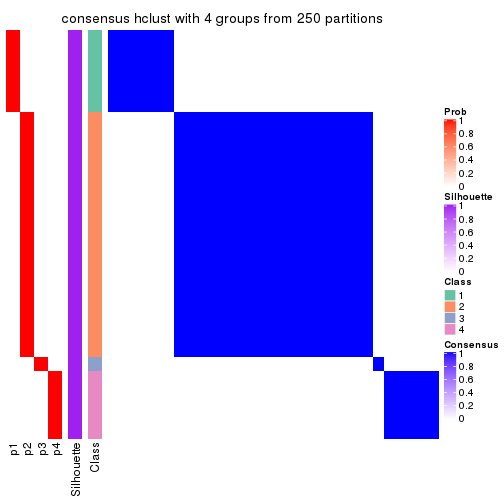 consensus hclust with 4 groups from 250 partitions
Prob
1
0.8
0.6
0.4
0.2
0
Silhouette
1
0.8
0.6
0.4
0.2
0
Class
1
2
3
4
Consensus
1
0.8
0.6
0.4
0.2
0
p1
p2
p3
p4
Silhouette
Class